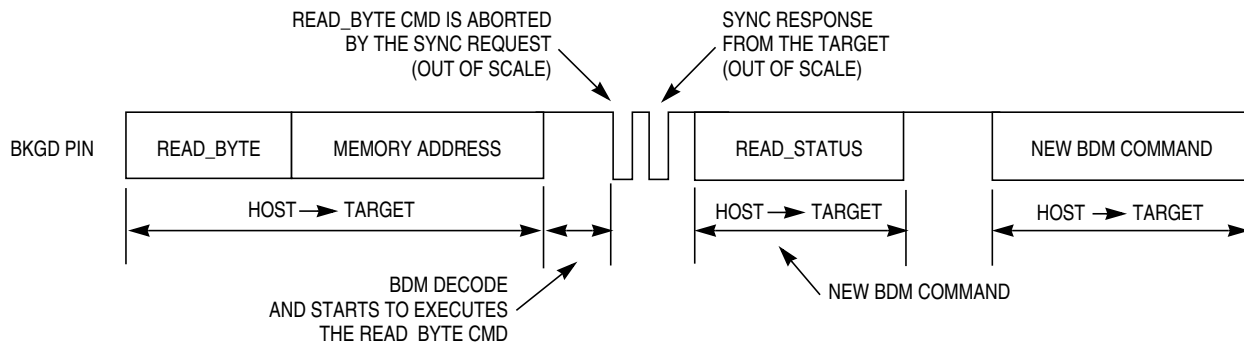 READ_BYTE CMD IS ABORTED
BY THE SYNC REQUEST
(OUT OF SCALE)
SYNC RESPONSE
FROM THE TARGET
(OUT OF SCALE)
BKGD PIN
READ_BYTE
MEMORY ADDRESS
READ_STATUS
NEW BDM COMMAND
HOST TARGET
HOST TARGET
HOST TARGET
BDM DECODE
AND STARTS TO EXECUTES
THE READ_BYTE CMD
NEW BDM COMMAND